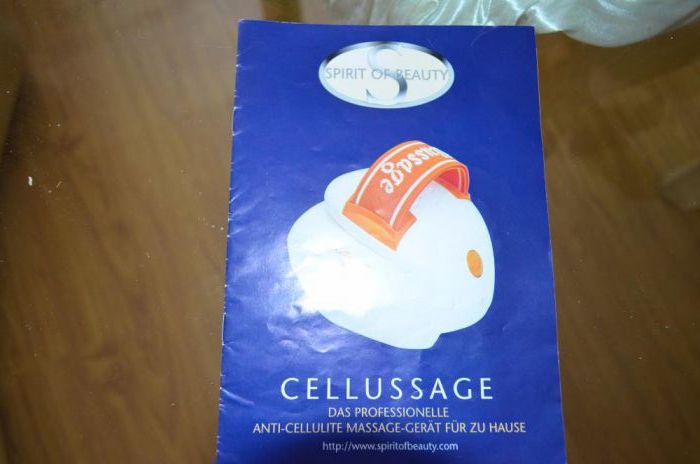 SPIRIT OF BEAUTY
S
CELLUSSAGE
DAS PROFESSIONELLE
ANTI-CELLULITE MASSAGE-GERÄT FÜR ZU HAUSE
http://www.spiritofbeauty.com